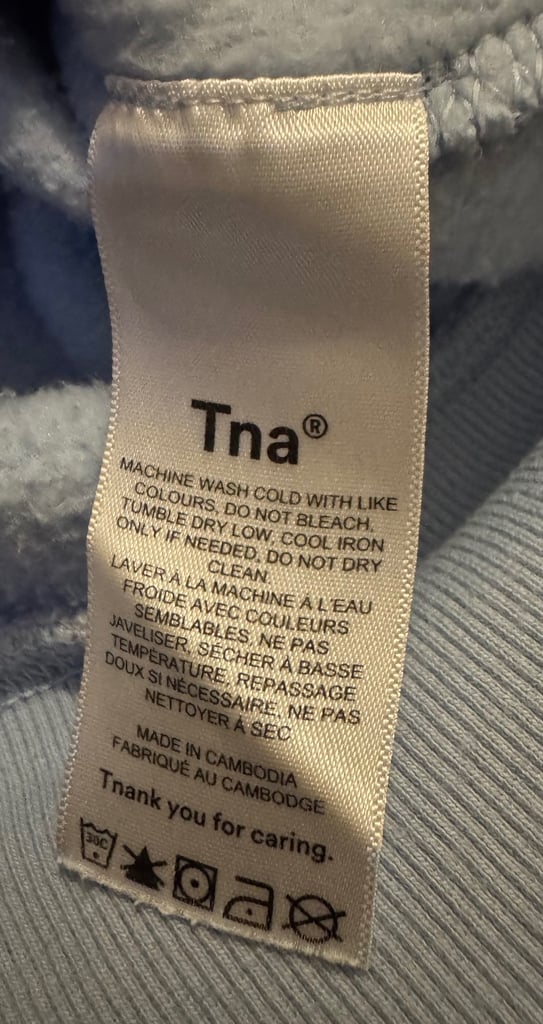 Tna®
MACHINE WASH COLD WITH LIKE
COLOURS, DO NOT BLEACH,
TUMBLE DRY LOW, COOL IRON
ONLY IF NEEDED, DO NOT DRY
CLEAN.
LAVER À LA MACHINE À L'EAU
FROIDE AVEC COULEURS
SEMBLABLES, NE PAS
JAVELISER, SÉCHER À BASSE
TEMPÉRATURE, REPASSAGE
DOUX SI NÉCESSAIRE, NE PAS
NETTOYER À SEC
MADE IN CAMBODIA
FABRIQUÉ AU CAMBODGE
Tnank you for caring.
30C